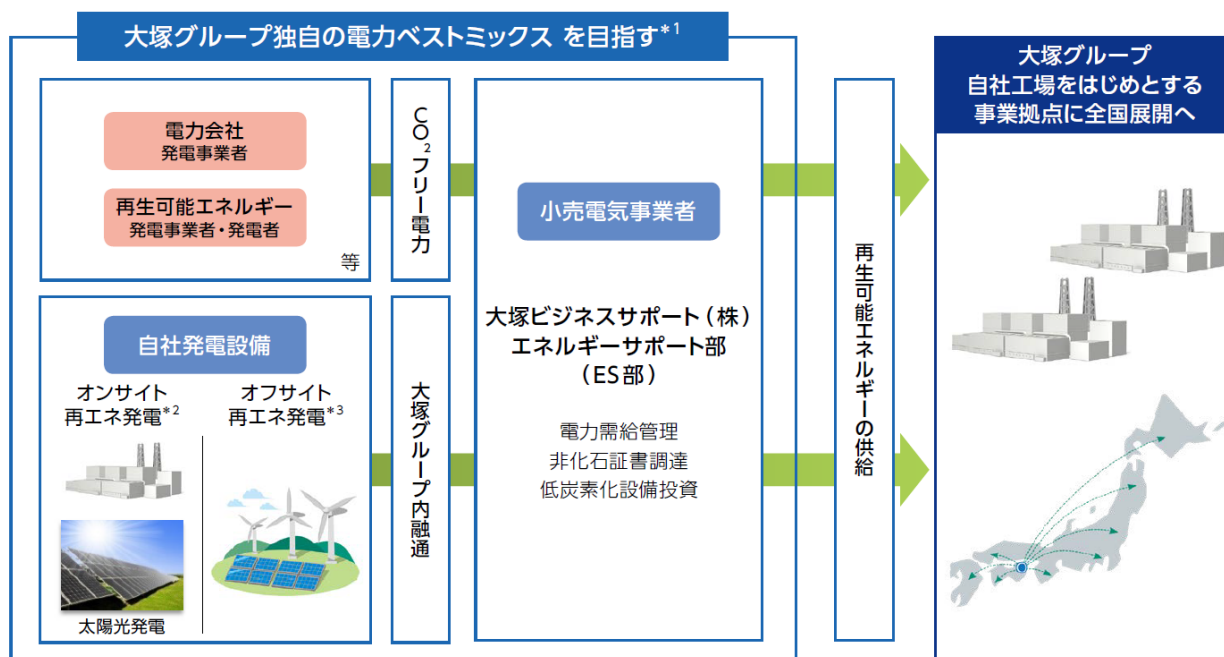 大塚グループ独自の電力ベストミックス を目指す*1
電力会社
発電事業者
再生可能エネルギー
発電事業者・発電者
等
CO2フリー電力
自社発電設備
オンサイト
再エネ発電*2
太陽光発電
オフサイト
再エネ発電*3
大塚グループ内融通
小売電気事業者
大塚ビジネスサポート（株）
エネルギーサポート部
（ES部）
電力需給管理
非化石証書調達
低炭素化設備投資
再生可能エネルギーの供給
大塚グループ
自社工場をはじめとする
事業拠点に全国展開へ